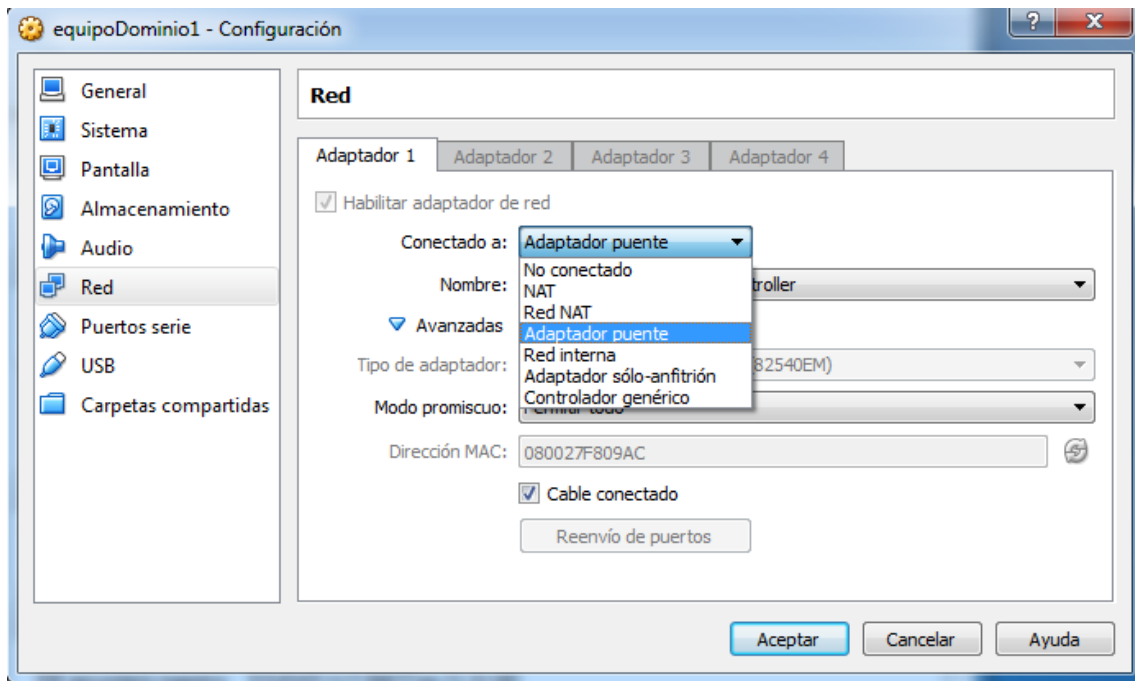 equipoDominio1 - Configuración
General
Sistema
Pantalla
Almacenamiento
Audio
Red
Puertos serie
USB
Carpetas compartidas
Red
Adaptador 1 Adaptador 2 Adaptador 3 Adaptador 4
Habilitar adaptador de red
Conectado a: Adaptador puente
No conectado
NAT
Red NAT
Adaptador puente
Red interna
Adaptador sólo-anfitrión
Controlador genérico
Nombre: troller
Avanzadas
Tipo de adaptador: 82540EM)
Modo promiscuo:
Dirección MAC: 080027F809AC
Cable conectado
Reenvío de puertos
Aceptar Cancelar Ayuda